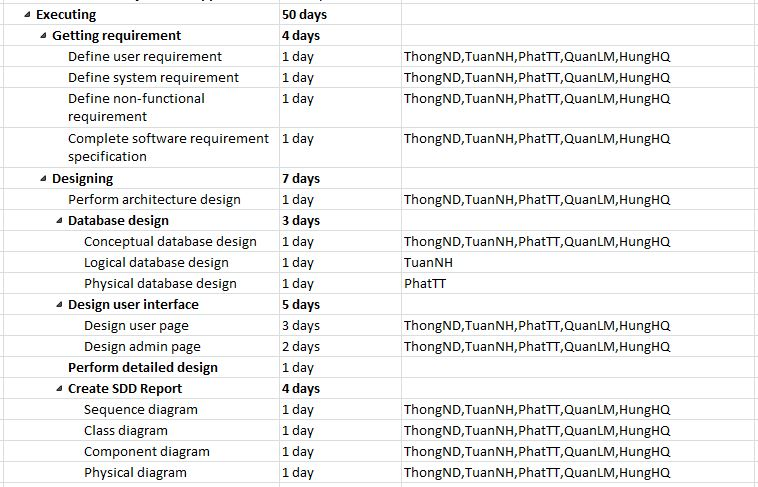 Executing 50 days
Getting requirement 4 days
Define user requirement 1 day ThongND,TuanNH,PhatTT,QuanLM,HungHQ
Define system requirement 1 day ThongND,TuanNH,PhatTT,QuanLM,HungHQ
Define non-functional 1 day ThongND,TuanNH,PhatTT,QuanLM,HungHQ
requirement
Complete software requirement 1 day ThongND,TuanNH,PhatTT,QuanLM,HungHQ
specification
Designing 7 days
Perform architecture design 1 day ThongND,TuanNH,PhatTT,QuanLM,HungHQ
Database design 3 days
Conceptual database design 1 day ThongND,TuanNH,PhatTT,QuanLM,HungHQ
Logical database design 1 day TuanNH
Physical database design 1 day PhatTT
Design user interface 5 days
Design user page 3 days ThongND,TuanNH,PhatTT,QuanLM,HungHQ
Design admin page 2 days ThongND,TuanNH,PhatTT,QuanLM,HungHQ
Perform detailed design 1 day
Create SDD Report 4 days
Sequence diagram 1 day ThongND,TuanNH,PhatTT,QuanLM,HungHQ
Class diagram 1 day ThongND,TuanNH,PhatTT,QuanLM,HungHQ
Component diagram 1 day ThongND,TuanNH,PhatTT,QuanLM,HungHQ
Physical diagram 1 day ThongND,TuanNH,PhatTT,QuanLM,HungHQ